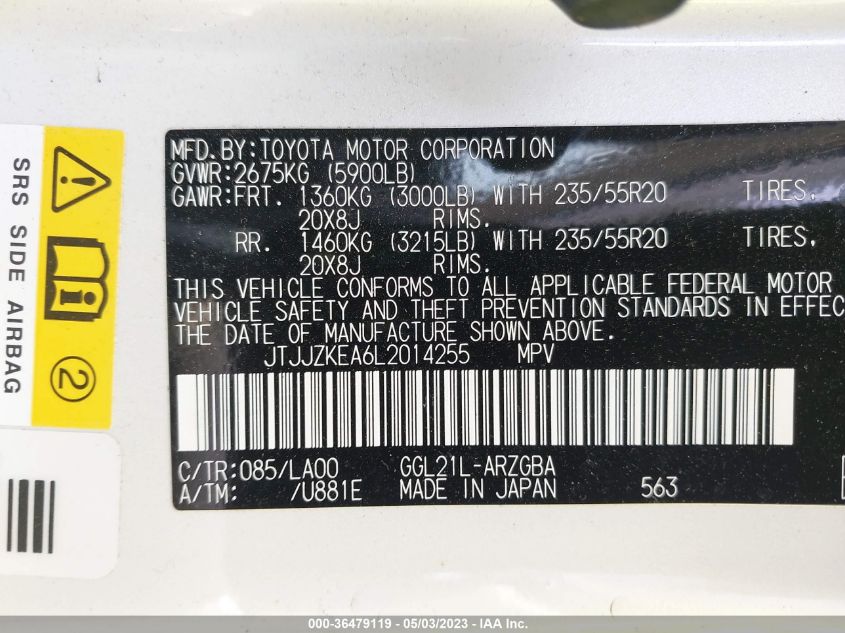 MFD.BY:TOYOTA MOTOR CORPORATION
GVWR:2675KG (5900LB)
GAWR:FRT. 1360KG (3000LB) WITH 235/55R20 TIRES,
20X8J RIMS.
RR. 1460KG (3215LB) WITH 235/55R20 TIRES,
20X8J RIMS.
THIS VEHICLE CONFORMS TO ALL APPLICABLE FEDERAL MOTOR
VEHICLE SAFETY AND THEFT PREVENTION STANDARDS IN EFFEC
THE DATE OF MANUFACTURE SHOWN ABOVE.
JTJJZKEA6L2014255 MPV
C/TR:085/LA00 GGL21L-ARZGBA
A/TM: /U881E MADE IN JAPAN 563
SRS SIDE AIRBAG
2
000-36479119 - 05/03/2023 - IAA Inc.